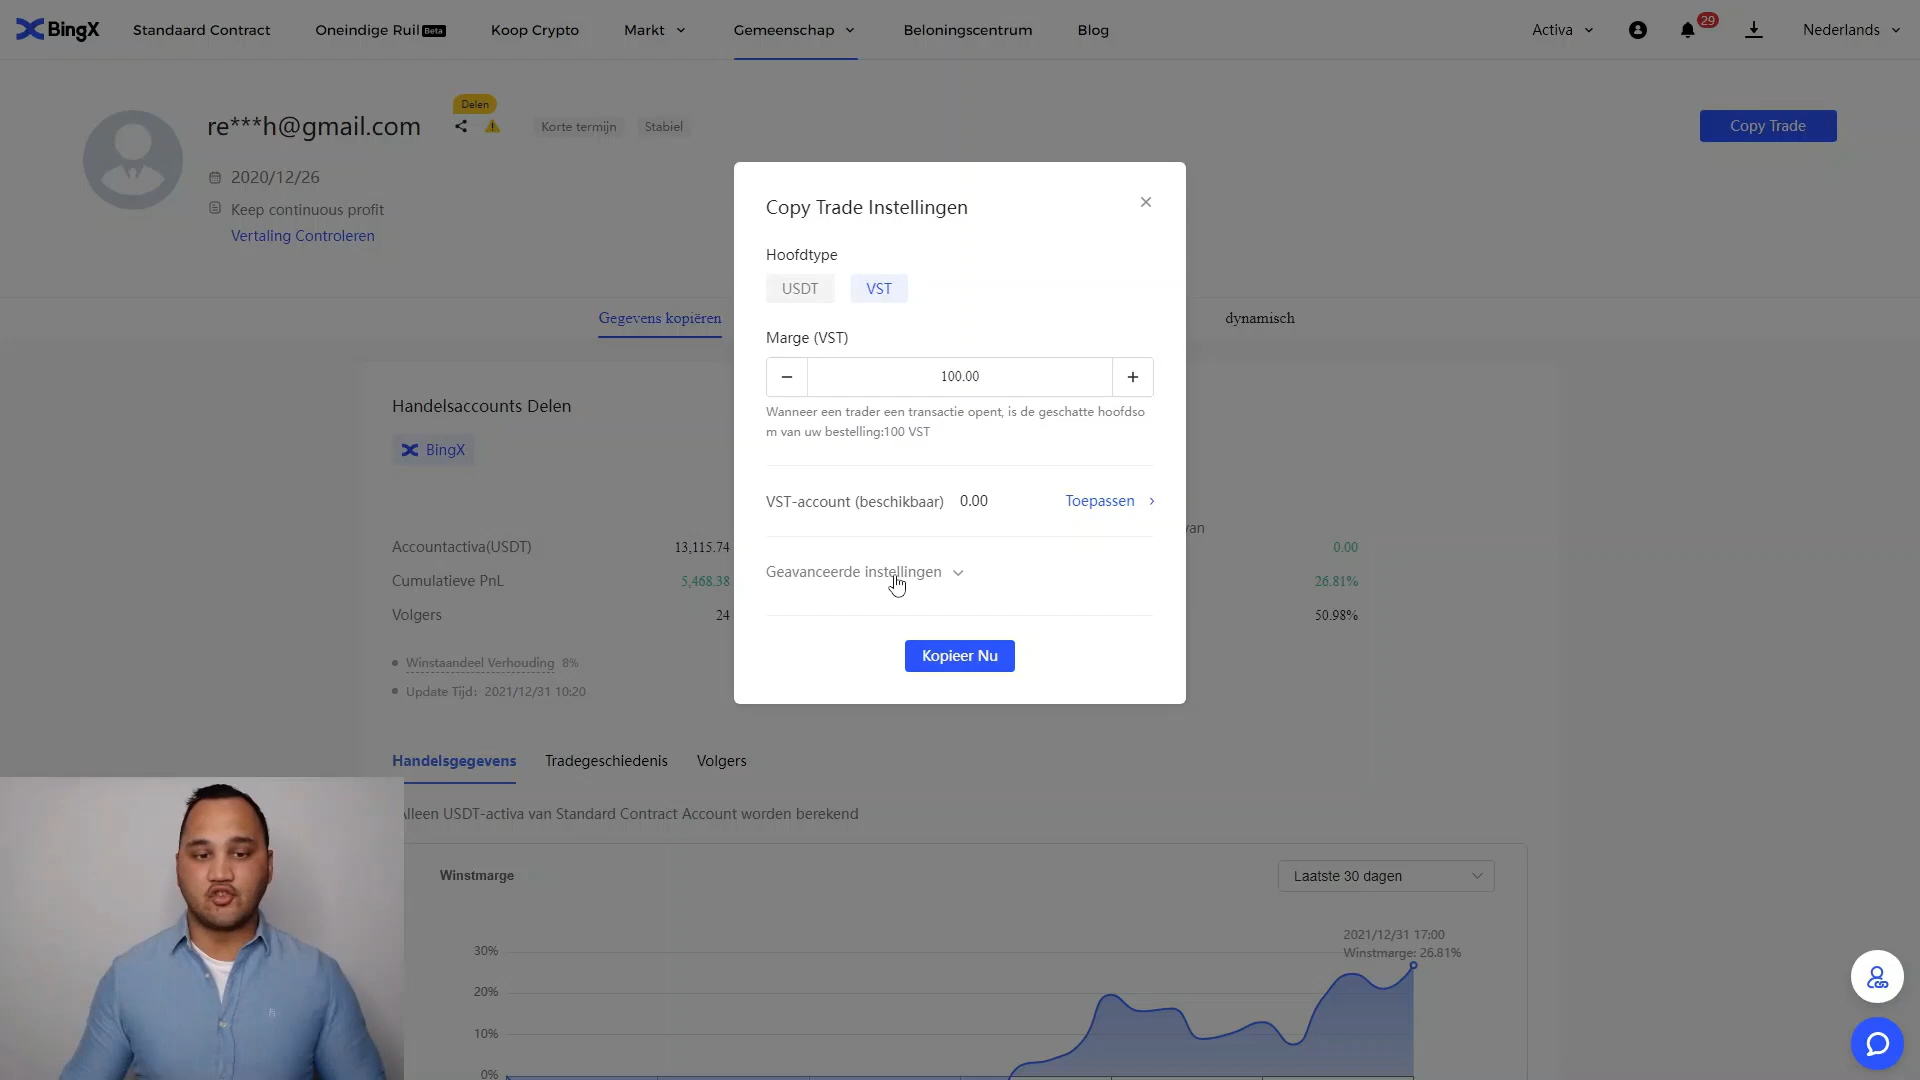 BingX
Standaard Contract
Oneindige Ruil Beta
Koop Crypto
Markt
Gemeenschap
Beloningscentrum
Blog
Activa
29
Nederlands
re***h@gmail.com
Delen
Korte termijn
Stabiel
Copy Trade
2020/12/26
Keep continuous profit
Vertaling Controleren
Gegevens kopiëren
dynamisch
Copy Trade Instellingen
Hoofdtype
USDT
VST
Marge (VST)
− 100.00 +
Wanneer een trader een transactie opent, is de geschatte hoofdso
m van uw bestelling:100 VST
VST-account (beschikbaar) 0.00
Toepassen
Geavanceerde instellingen
Kopieer Nu
Handelsaccounts Delen
BingX
van
Accountactiva(USDT) 13,115.74
0.00
Cumulatieve PnL 5,468.38
26.81%
Volgers 24
50.98%
Winstaandeel Verhouding 8%
Update Tijd: 2021/12/31 10:20
Handelsgegevens
Tradegeschiedenis
Volgers
lleen USDT-activa van Standard Contract Account worden berekend
Winstmarge
Laatste 30 dagen
2021/12/31 17:00
Winstmarge: 26.81%
30%
20%
10%
0%